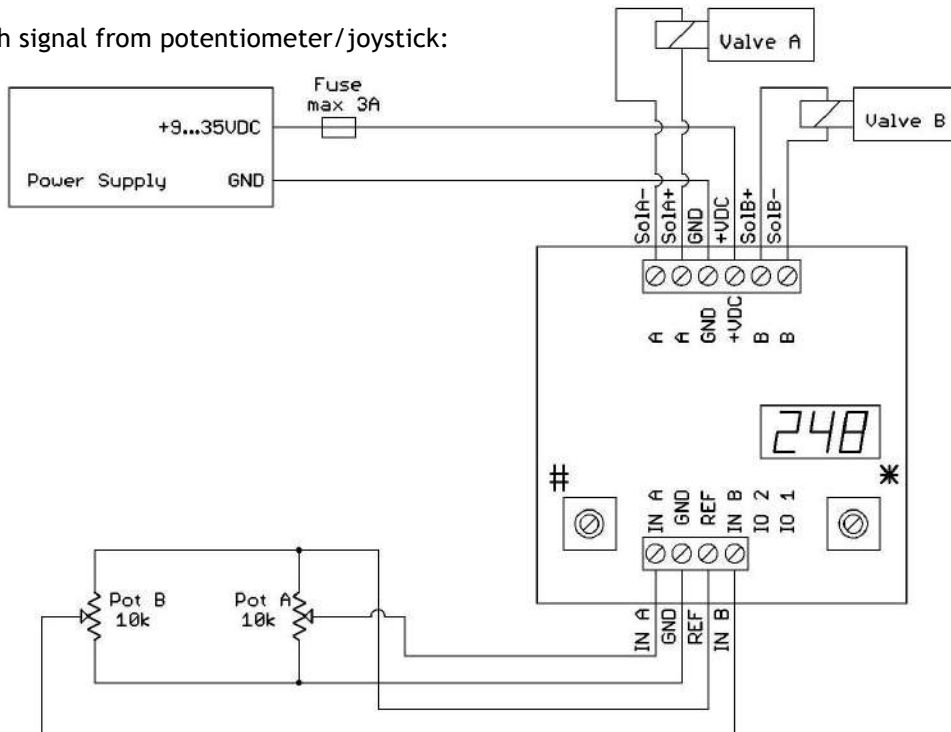 h signal from potentiometer/joystick:
Valve A
Fuse
max 3A
+9...35VDC
Valve B
Power Supply
GND
SolA-
SolA+
GND
+VDC
SolB+
SolB-
A
A
GND
+VDC
B
B
248
#
*
IN A
GND
REF
IN B
IO 2
IO 1
Pot B
10k
Pot A
10k
IN A
GND
REF
IN B